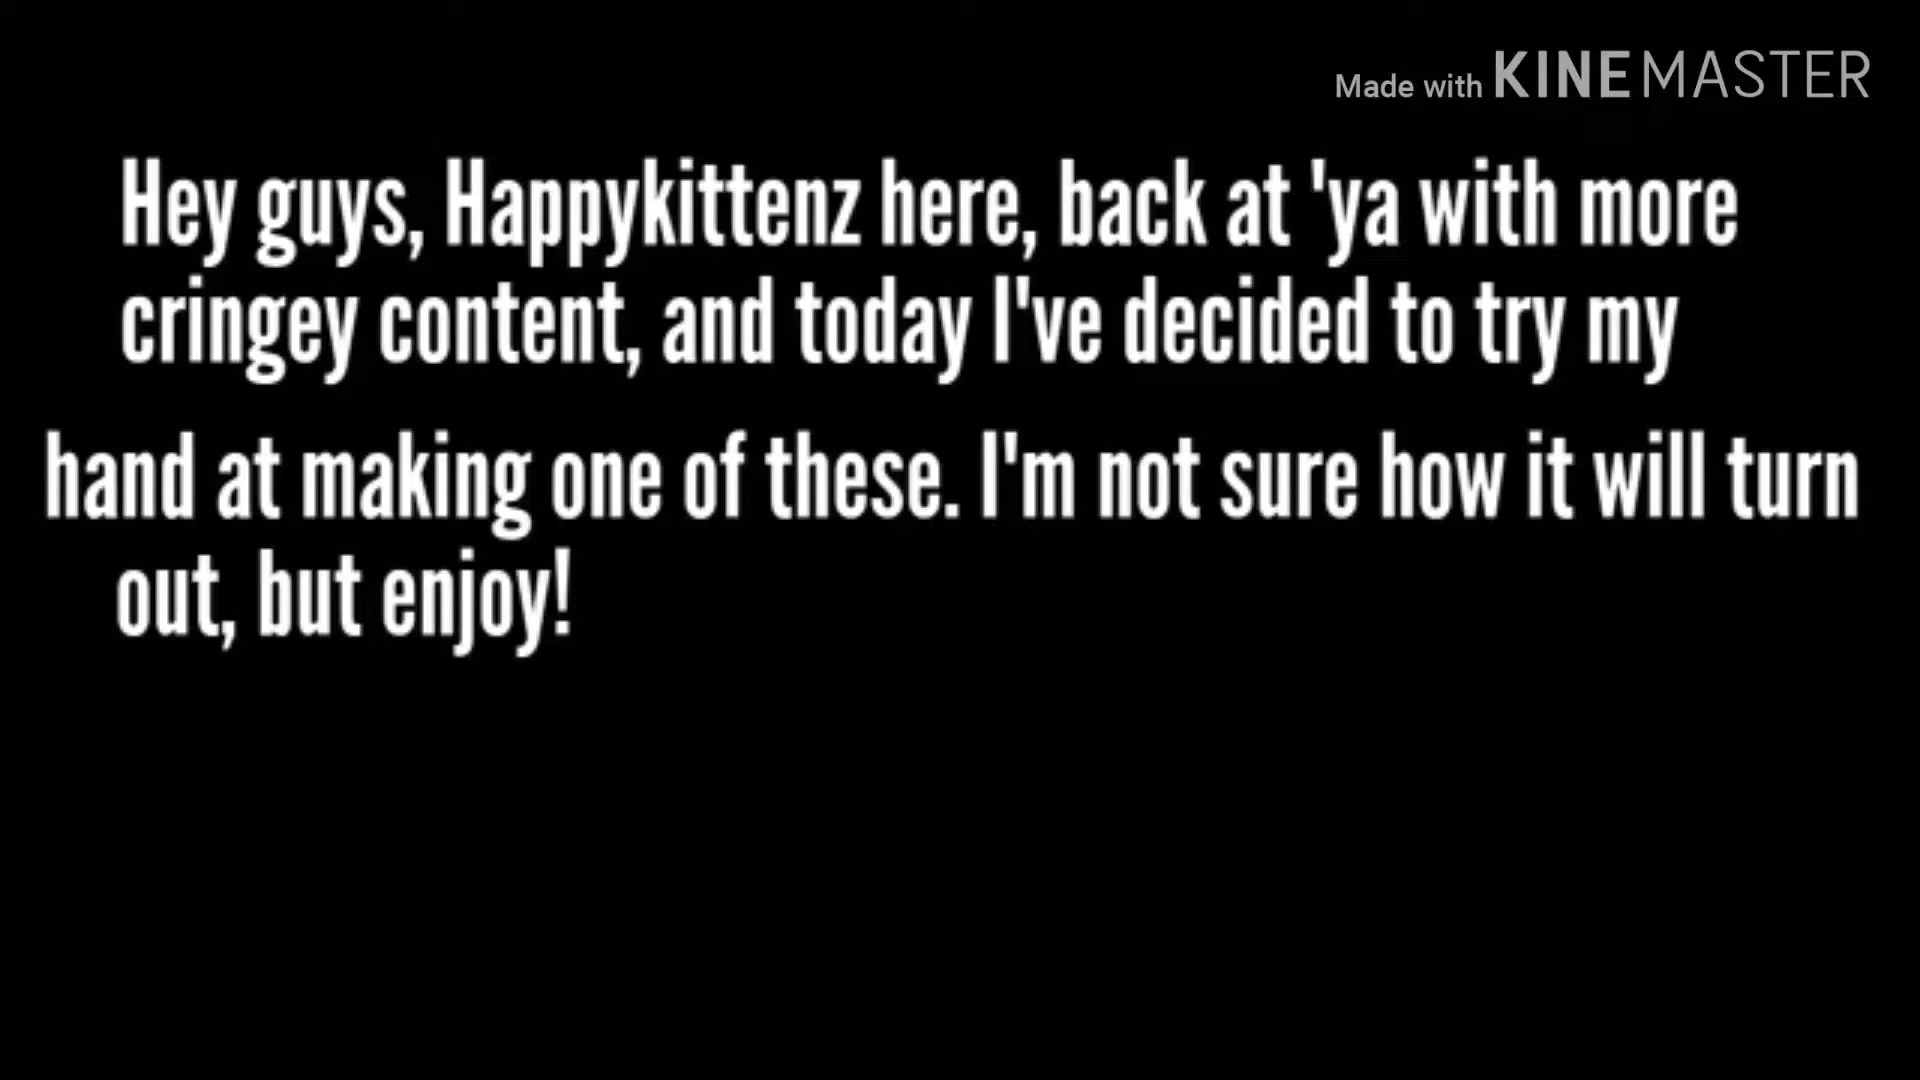 Made with KINEMASTER
Hey guys, Happykittenz here, back at 'ya with more
cringey content, and today I've decided to try my
hand at making one of these. I'm not sure how it will turn
out, but enjoy!